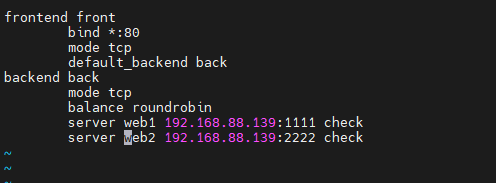 frontend front
        bind *:80
        mode tcp
        default_backend back
backend back
        mode tcp
        balance roundrobin
        server web1 192.168.88.139:1111 check
        server web2 192.168.88.139:2222 check
~
~
~